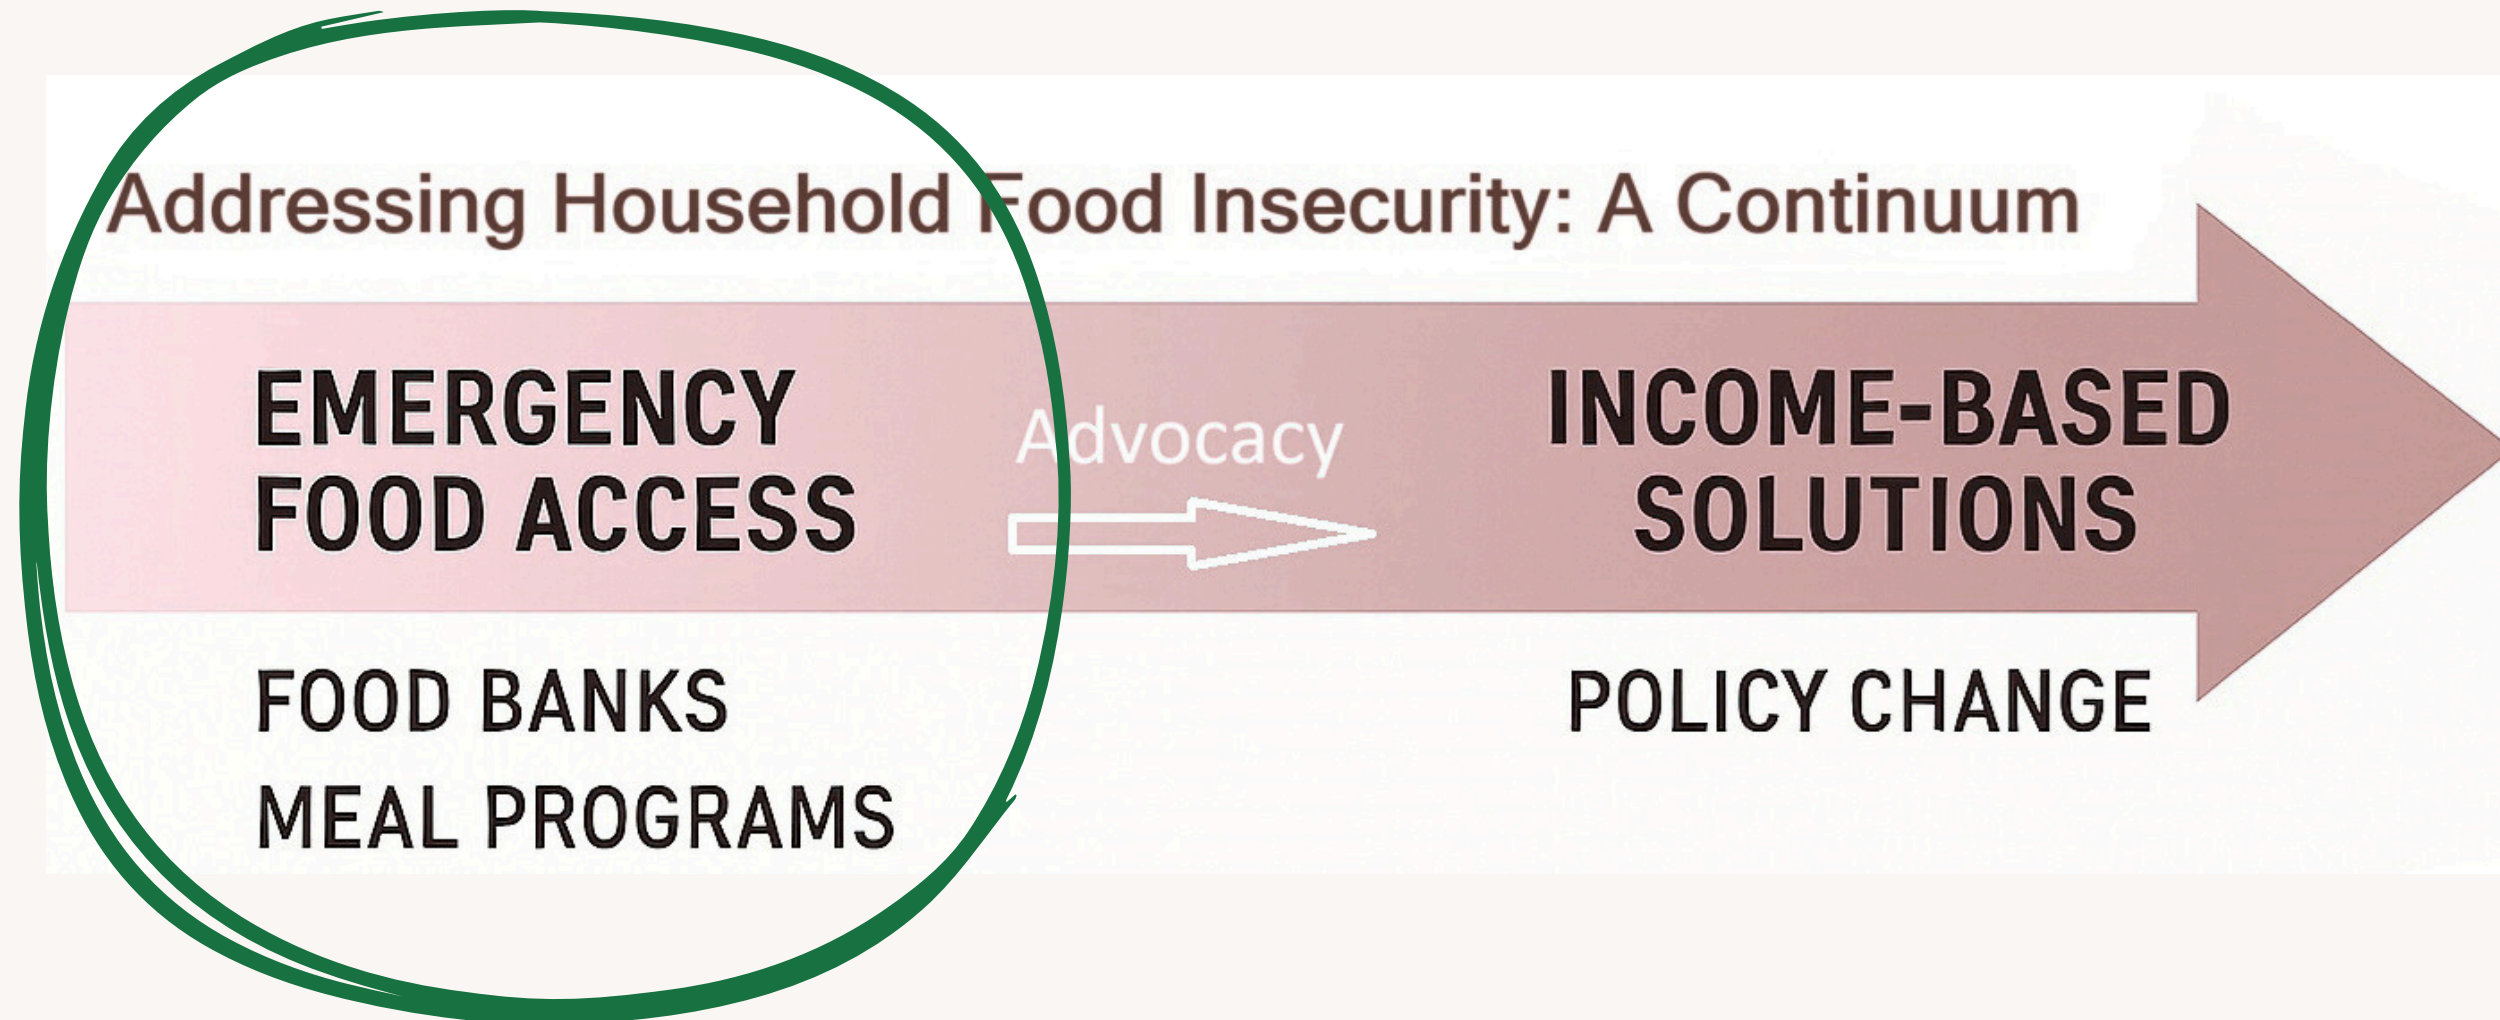 Addressing Household Food Insecurity: A Continuum
EMERGENCY
FOOD ACCESS
Advocacy
INCOME-BASED
SOLUTIONS
FOOD BANKS
MEAL PROGRAMS
POLICY CHANGE